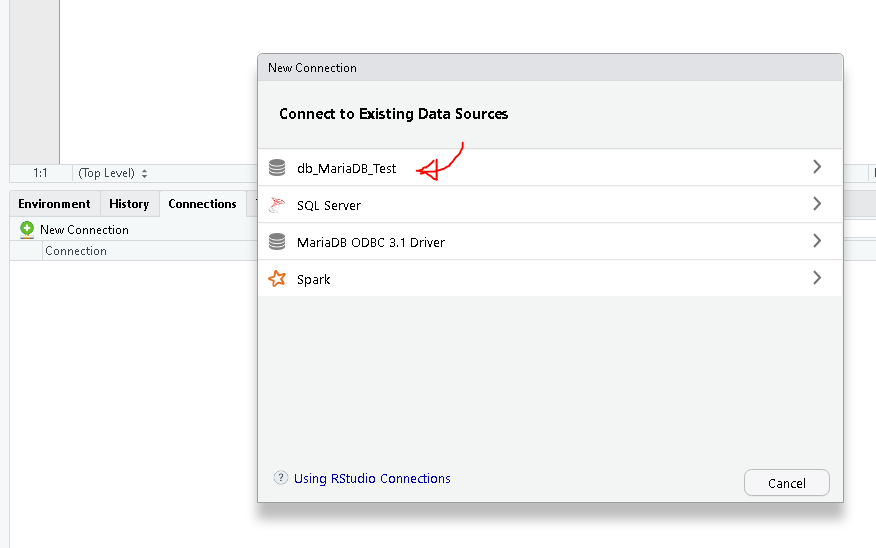 New Connection
Connect to Existing Data Sources
db_MariaDB_Test
SQL Server
MariaDB ODBC 3.1 Driver
Spark
? Using RStudio Connections
Cancel
1:1 (Top Level)
Environment History Connections
New Connection
Connection